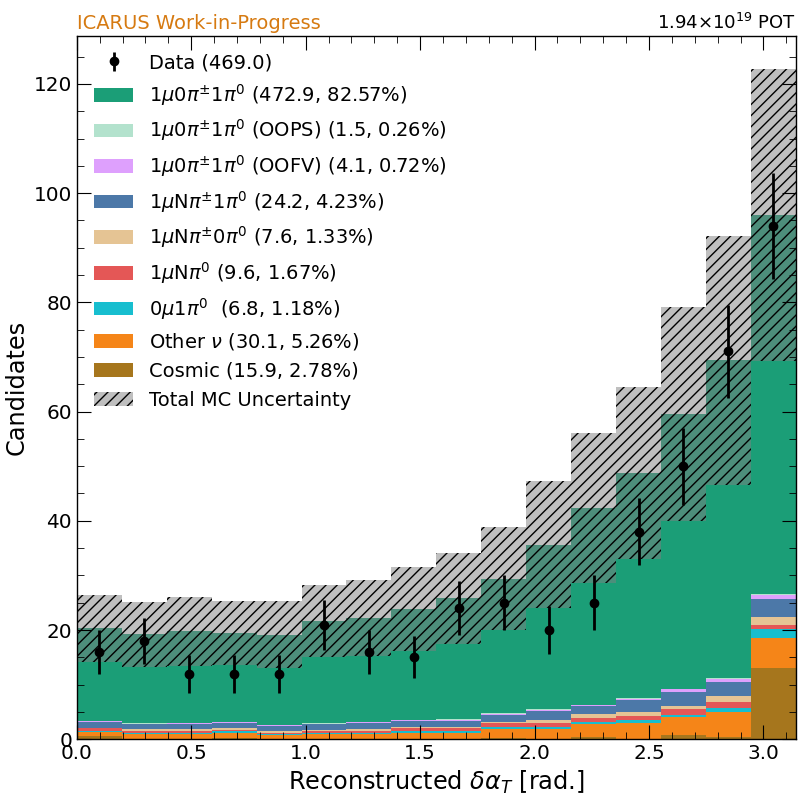 ICARUS Work-in-Progress
1.94×10¹⁹ POT
Data (469.0)
1μ0π±1π⁰ (472.9, 82.57%)
1μ0π±1π⁰ (OOPS) (1.5, 0.26%)
1μ0π±1π⁰ (OOFV) (4.1, 0.72%)
1μNπ±1π⁰ (24.2, 4.23%)
1μNπ±0π⁰ (7.6, 1.33%)
1μNπ⁰ (9.6, 1.67%)
0μ1π⁰ (6.8, 1.18%)
Other ν (30.1, 5.26%)
Cosmic (15.9, 2.78%)
Total MC Uncertainty
Candidates
120
100
80
60
40
20
0
0.0 0.5 1.0 1.5 2.0 2.5 3.0
Reconstructed δα_T [rad.]